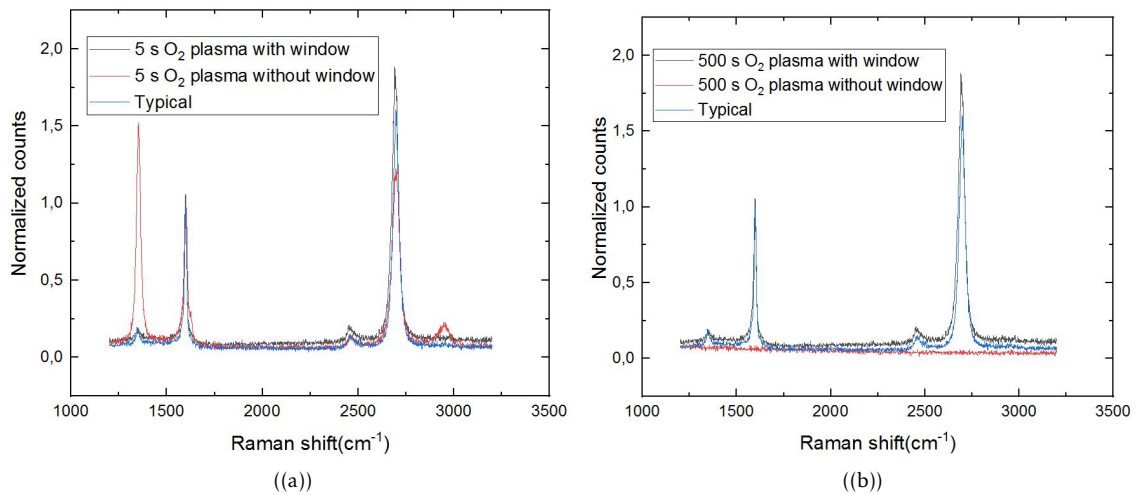 5 s O₂ plasma with window
5 s O₂ plasma without window
Typical
2,0
1,5
1,0
0,5
0,0
Normalized counts
1000 1500 2000 2500 3000 3500
Raman shift(cm⁻¹)
((a))
500 s O₂ plasma with window
500 s O₂ plasma without window
Typical
2,0
1,5
1,0
0,5
0,0
Normalized counts
1000 1500 2000 2500 3000 3500
Raman shift(cm⁻¹)
((b))